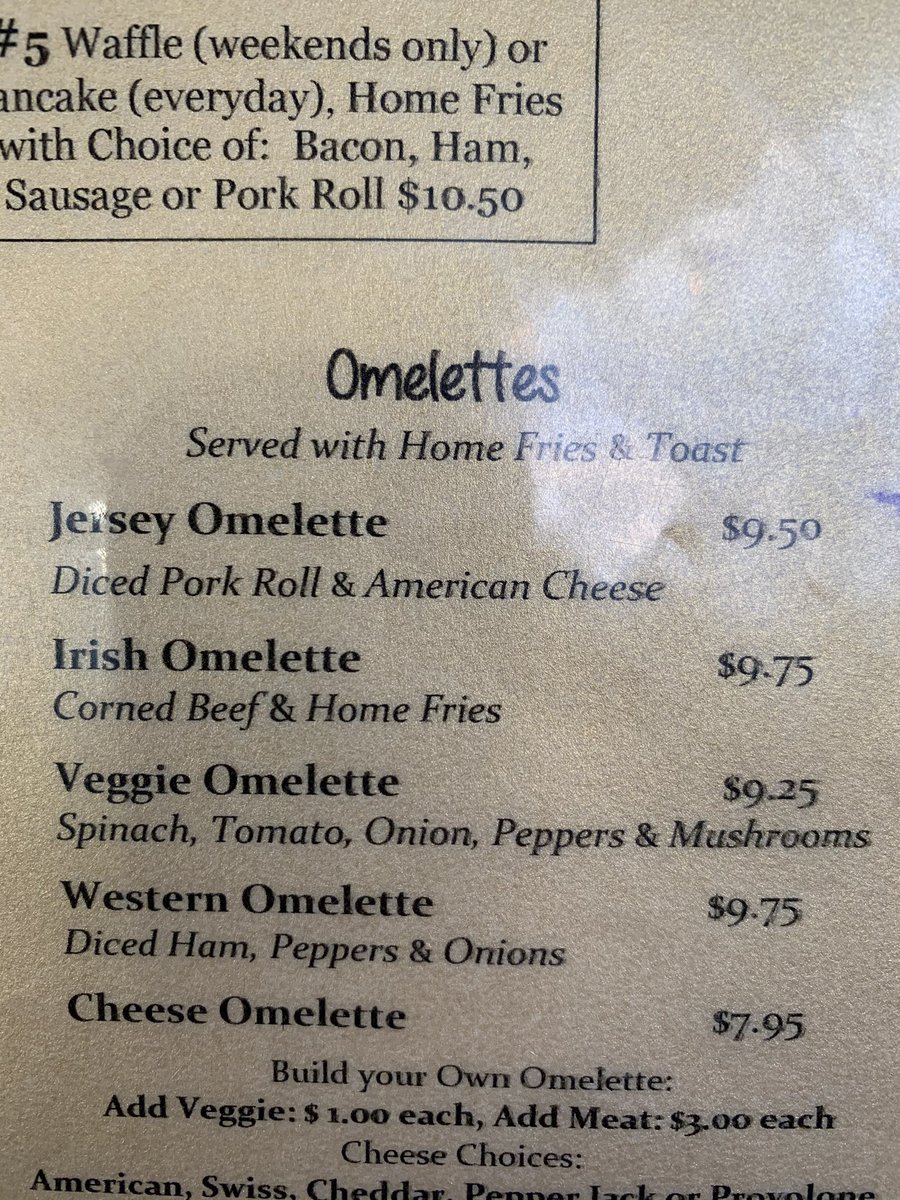 #5 Waffle (weekends only) or
ancake (everyday), Home Fries
with Choice of: Bacon, Ham,
Sausage or Pork Roll $10.50
Omelettes
Served with Home Fries & Toast
Jersey Omelette $9.50
Diced Pork Roll & American Cheese
Irish Omelette $9.75
Corned Beef & Home Fries
Veggie Omelette $9.25
Spinach, Tomato, Onion, Peppers & Mushrooms
Western Omelette $9.75
Diced Ham, Peppers & Onions
Cheese Omelette $7.95
Build your Own Omelette:
Add Veggie: $ 1.00 each, Add Meat: $3.00 each
Cheese Choices:
American, Swiss, Cheddar, Pepper Jack or Provolone